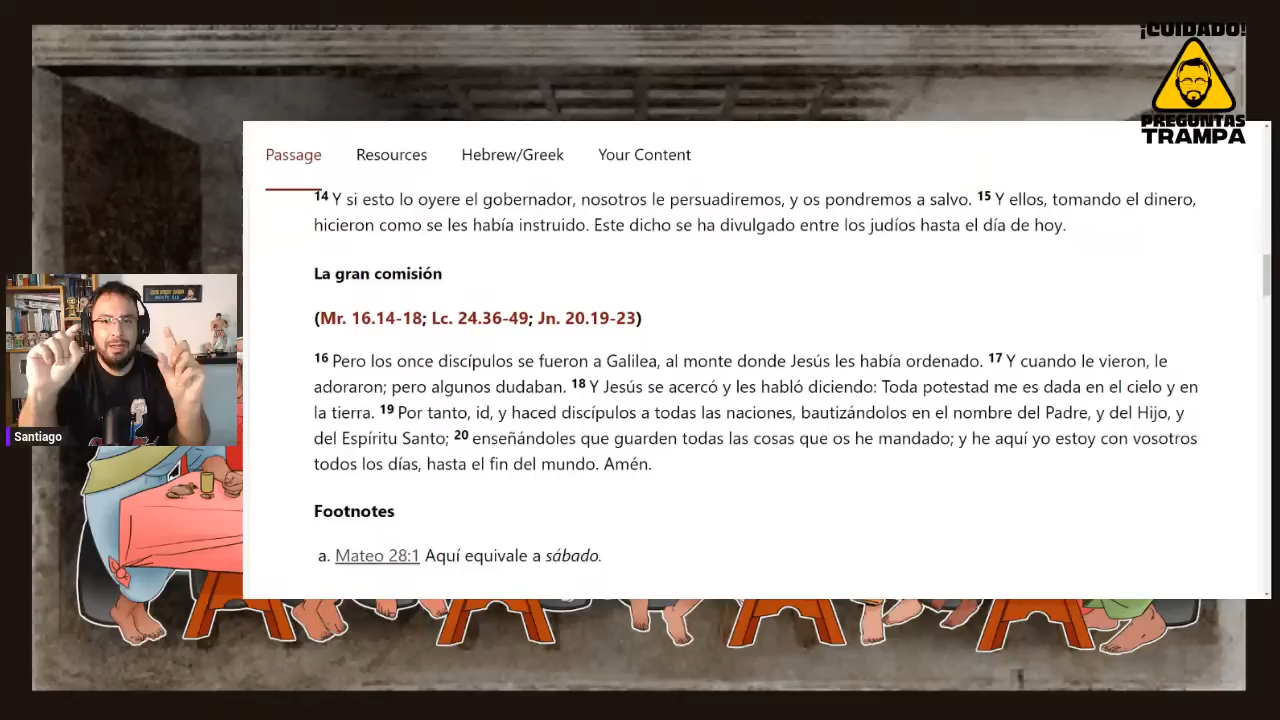 ¡CUIDADO!
PREGUNTAS
TRAMPA
Passage Resources Hebrew/Greek Your Content
14 Y si esto lo oyere el gobernador, nosotros le persuadiremos, y os pondremos a salvo. 15 Y ellos, tomando el dinero,
hicieron como se les había instruido. Este dicho se ha divulgado entre los judíos hasta el día de hoy.
La gran comisión
(Mr. 16.14-18; Lc. 24.36-49; Jn. 20.19-23)
16 Pero los once discípulos se fueron a Galilea, al monte donde Jesús les había ordenado. 17 Y cuando le vieron, le
adoraron; pero algunos dudaban. 18 Y Jesús se acercó y les habló diciendo: Toda potestad me es dada en el cielo y en
la tierra. 19 Por tanto, id, y haced discípulos a todas las naciones, bautizándolos en el nombre del Padre, y del Hijo, y
del Espíritu Santo; 20 enseñándoles que guarden todas las cosas que os he mandado; y he aquí yo estoy con vosotros
todos los días, hasta el fin del mundo. Amén.
Footnotes
a. Mateo 28:1 Aquí equivale a sábado.
Santiago